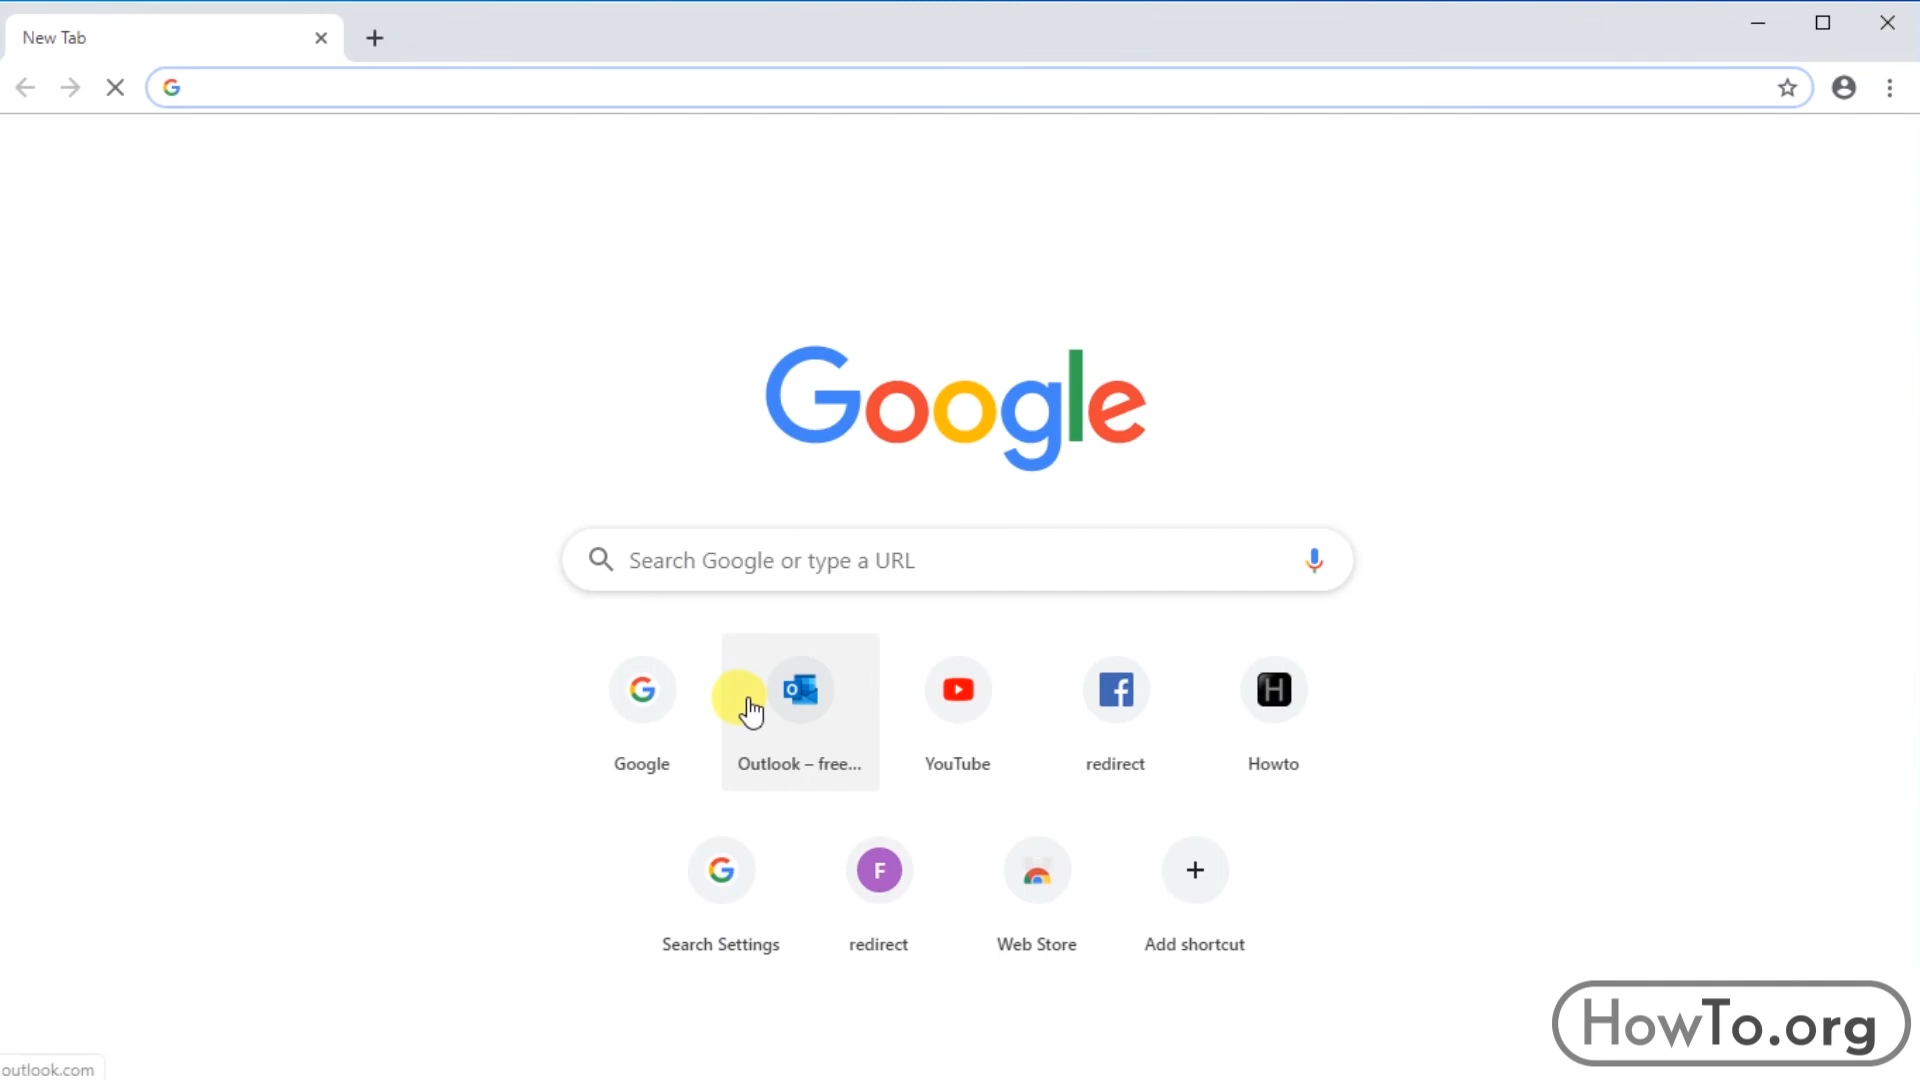 New Tab
Google
Search Google or type a URL
Google
Outlook – free...
YouTube
redirect
Howto
Search Settings
F
redirect
Web Store
Add shortcut
HowTo.org
outlook.com